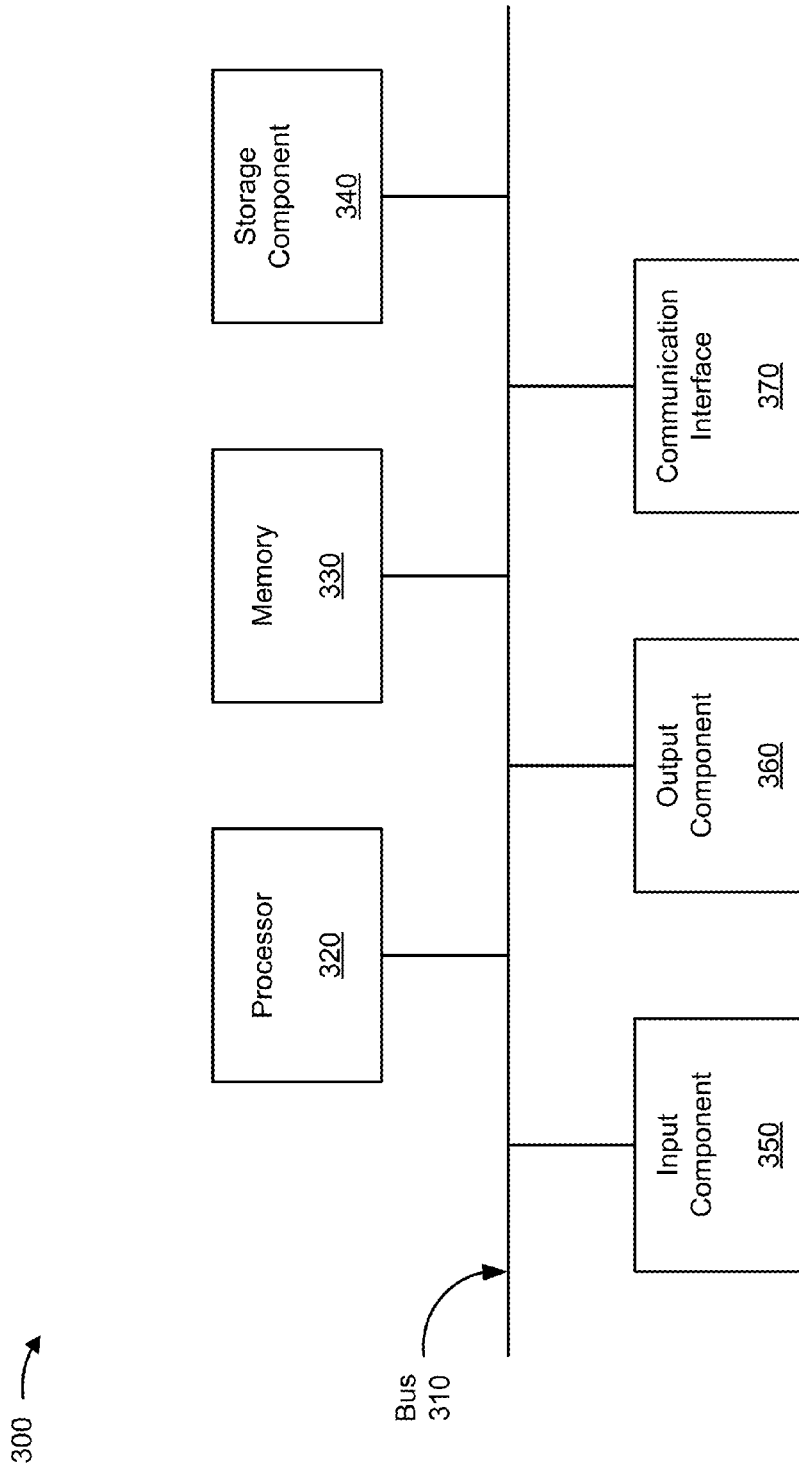 300
Bus
310
Processor
320
Memory
330
Storage
Component
340
Input
Component
350
Output
Component
360
Communication
Interface
370